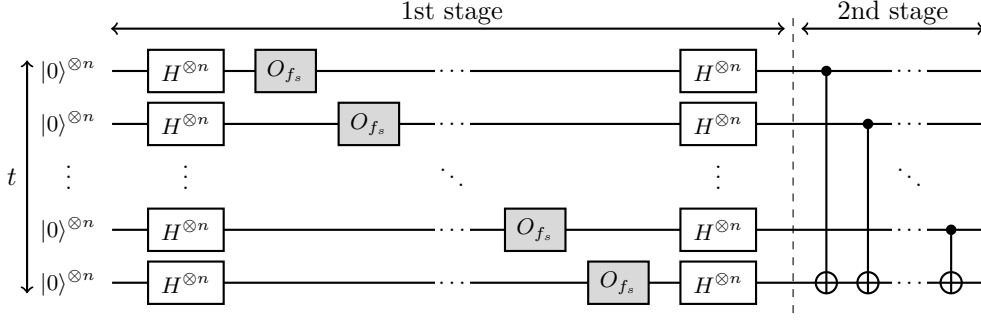 1st stage 2nd stage
|0⟩^{⊗n} H^{⊗n} O_{f_s} ··· H^{⊗n} ···
|0⟩^{⊗n} H^{⊗n} O_{f_s} ··· H^{⊗n} ···
t ⋮ ⋮ ⋱ ⋮ ⋱
|0⟩^{⊗n} H^{⊗n} O_{f_s} ··· H^{⊗n} ···
|0⟩^{⊗n} H^{⊗n} O_{f_s} ··· H^{⊗n} ···